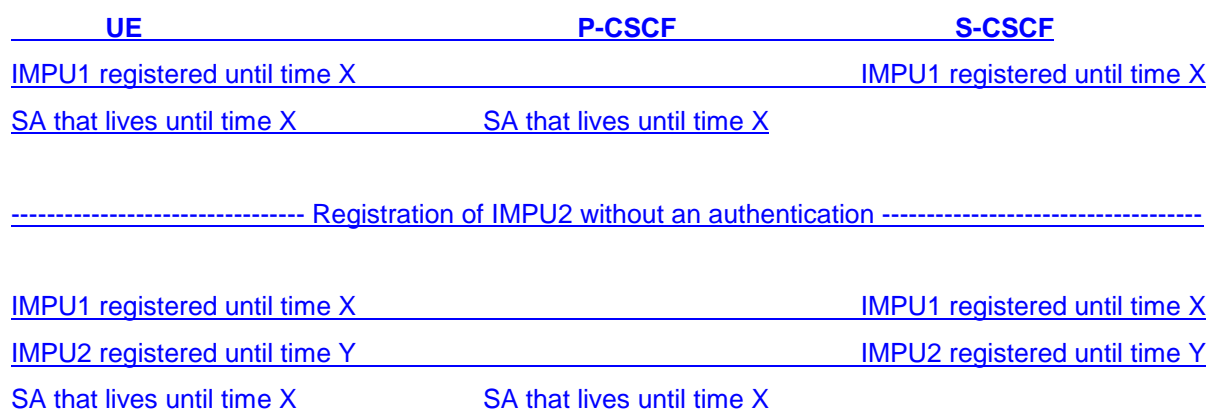 UE P-CSCF S-CSCF
IMPU1 registered until time X IMPU1 registered until time X
SA that lives until time X SA that lives until time X
--------------------------------- Registration of IMPU2 without an authentication ------------------------------------
IMPU1 registered until time X IMPU1 registered until time X
IMPU2 registered until time Y IMPU2 registered until time Y
SA that lives until time X SA that lives until time X